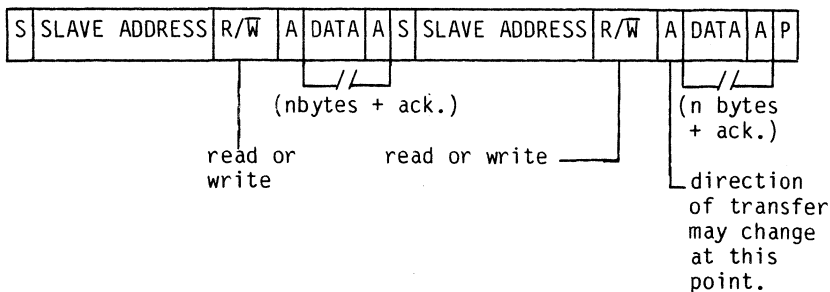 S SLAVE ADDRESS R/W̅ A DATA A S SLAVE ADDRESS R/W̅ A DATA A P
(nbytes + ack.)
(n bytes
+ ack.)
read or
write
read or write
direction
of transfer
may change
at this
point.